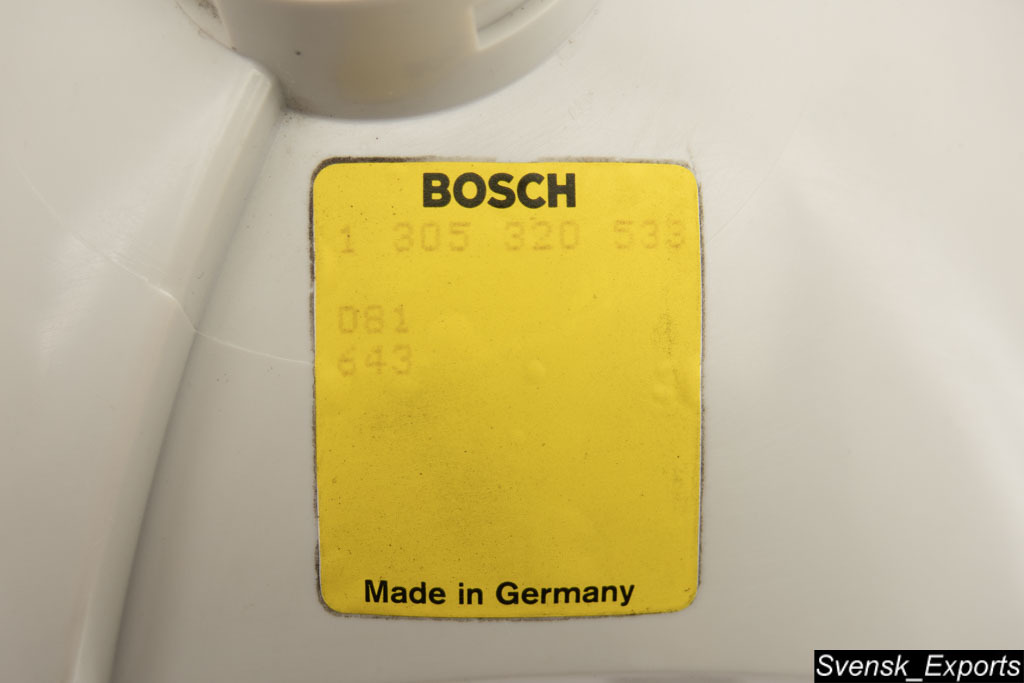 BOSCH
1 305 320 533
081
643
Made in Germany
Svensk_Exports